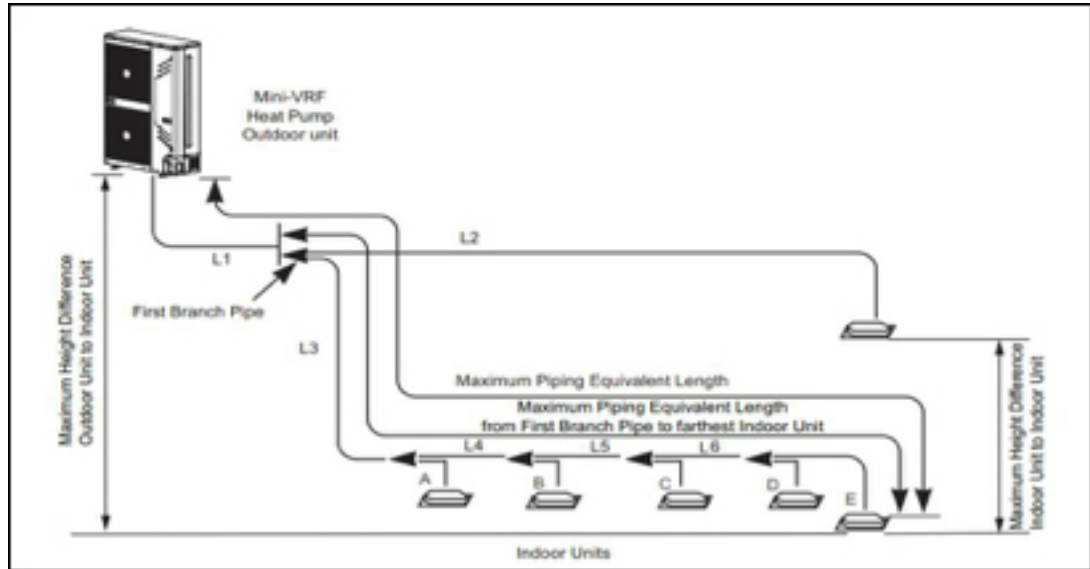 Mini-VRF
Heat Pump
Outdoor unit
L1
L2
First Branch Pipe
L3
Maximum Height Difference
Outdoor Unit to Indoor Unit
Maximum Piping Equivalent Length
Maximum Piping Equivalent Length
from First Branch Pipe to farthest Indoor Unit
L4
L5
L6
A
B
C
D
E
Maximum Height Difference
Indoor Unit to Indoor Unit
Indoor Units